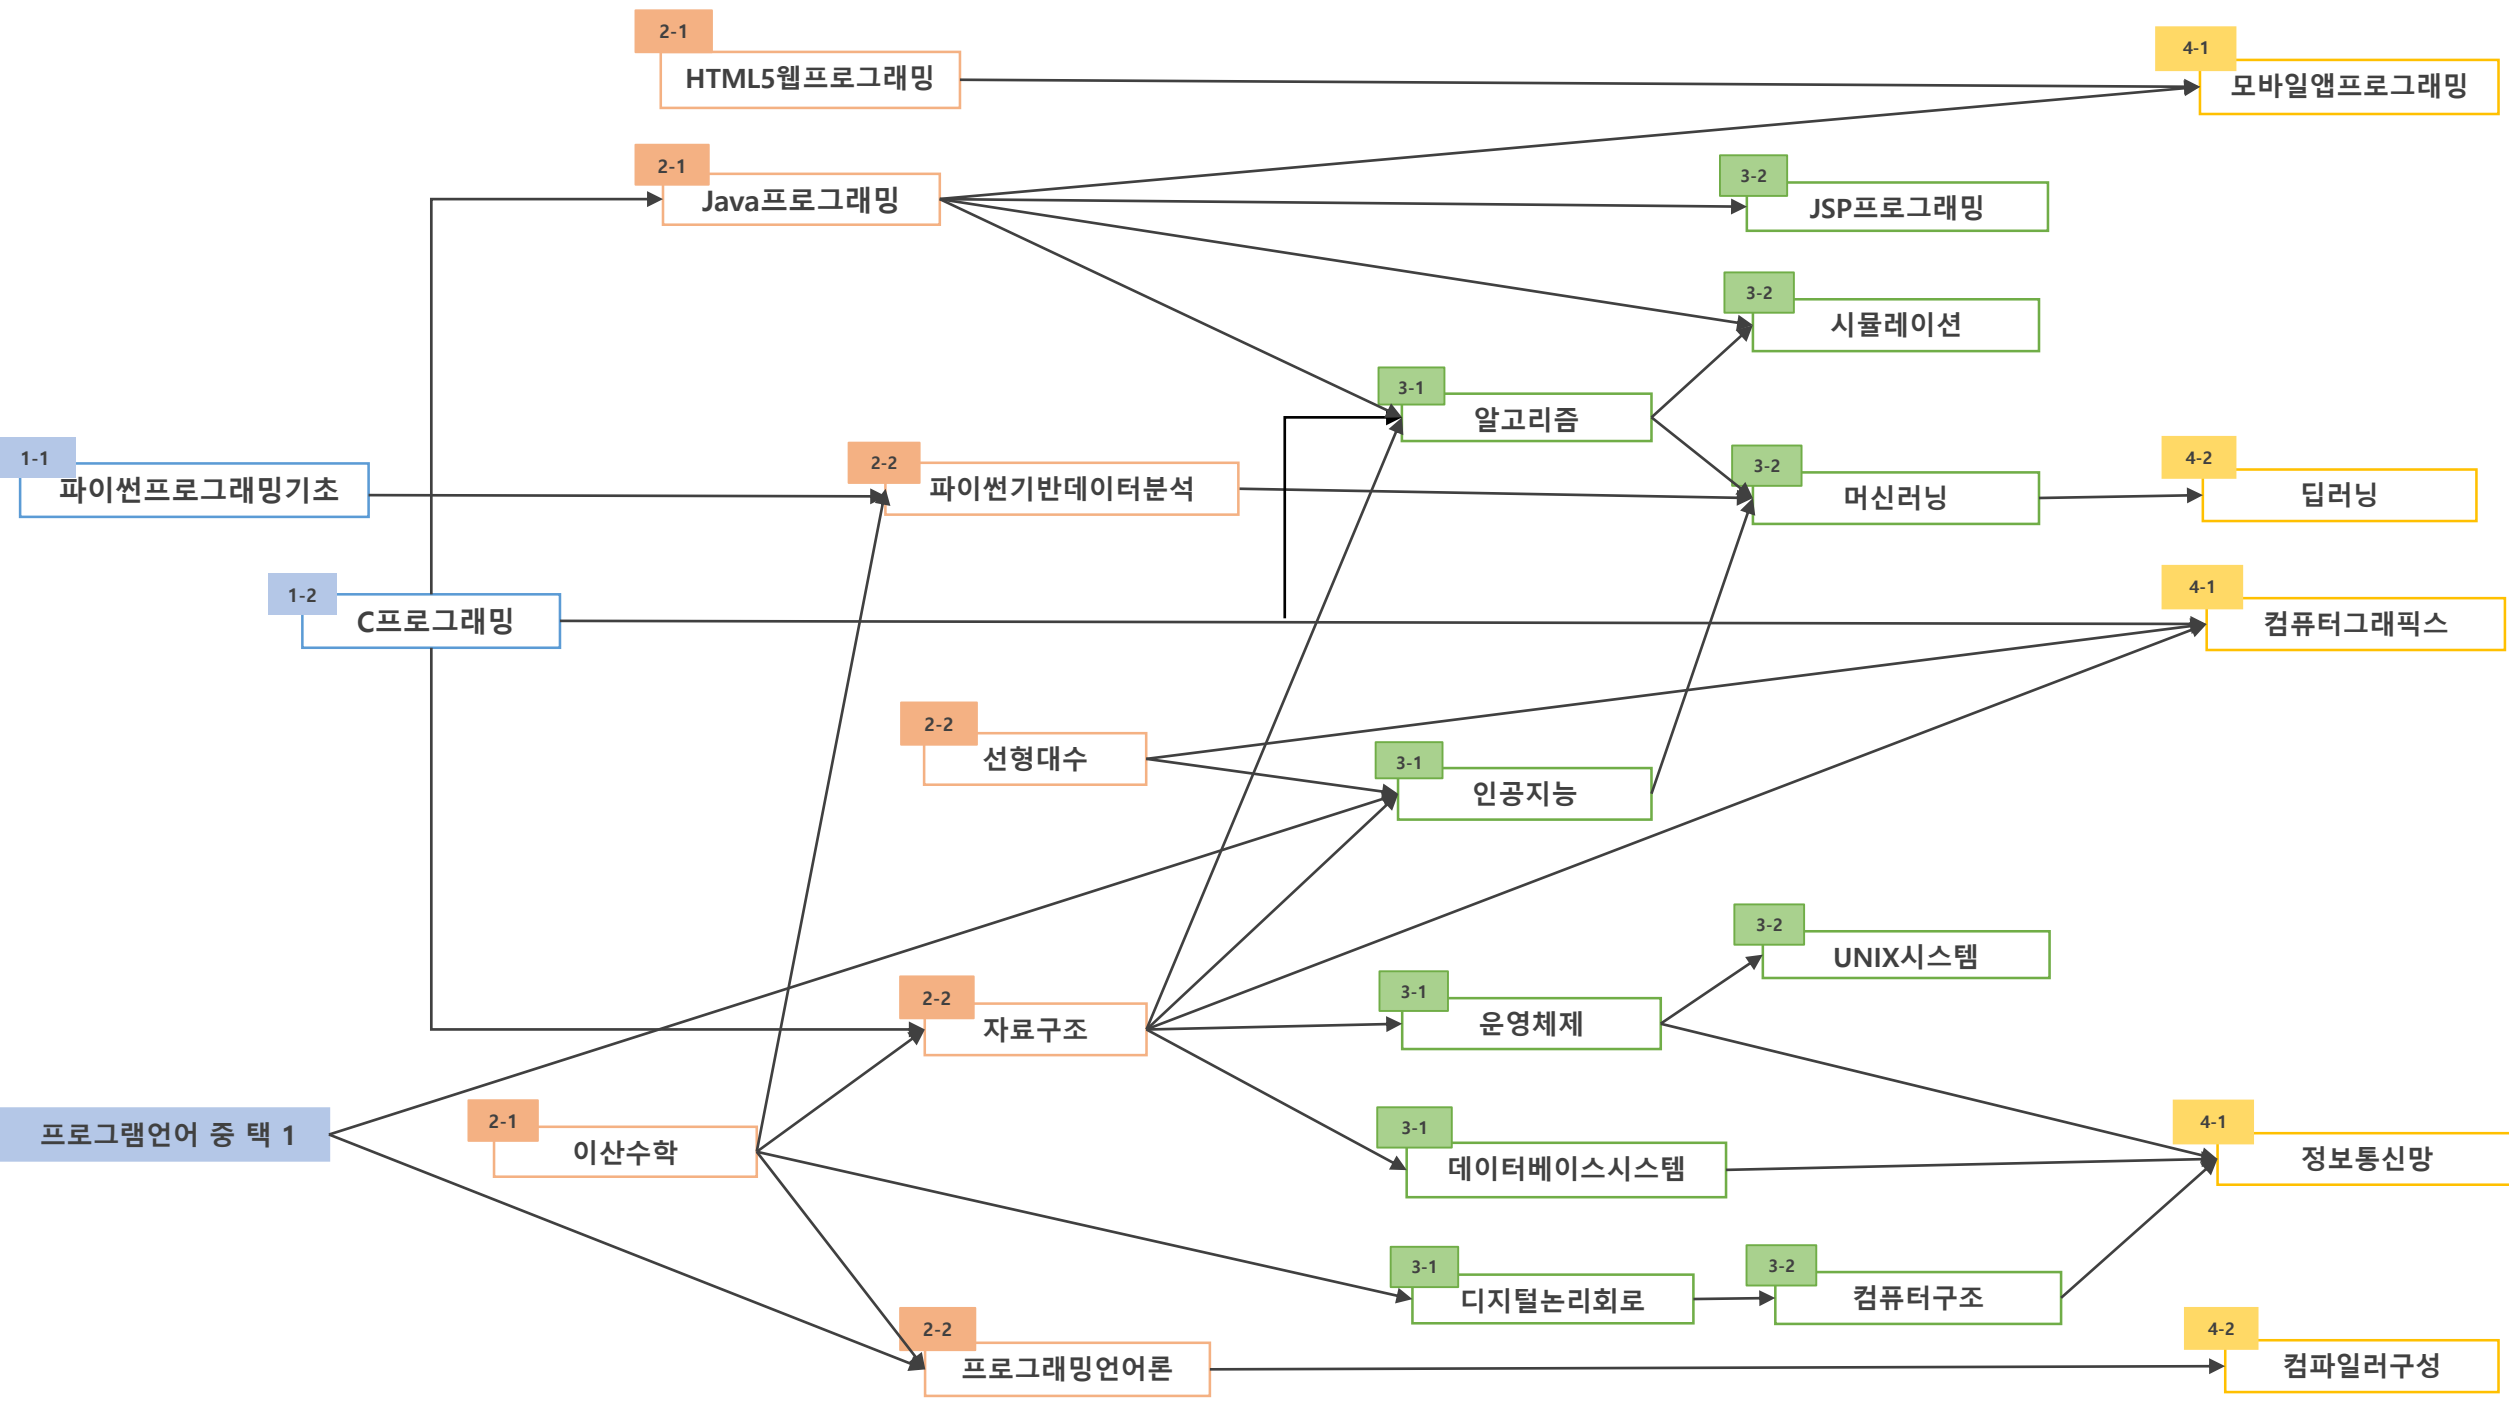 2-1
HTML5웹프로그래밍
4-1
모바일앱프로그래밍
2-1
Java프로그래밍
3-2
JSP프로그래밍
3-2
시뮬레이션
3-1
알고리즘
1-1
파이썬프로그래밍기초
2-2
파이썬기반데이터분석
3-2
머신러닝
4-2
딥러닝
1-2
C프로그래밍
4-1
컴퓨터그래픽스
2-2
선형대수
3-1
인공지능
3-2
UNIX시스템
2-2
자료구조
3-1
운영체제
프로그램언어 중 택 1
2-1
이산수학
3-1
데이터베이스시스템
4-1
정보통신망
3-1
디지털논리회로
3-2
컴퓨터구조
2-2
프로그래밍언어론
4-2
컴파일러구성